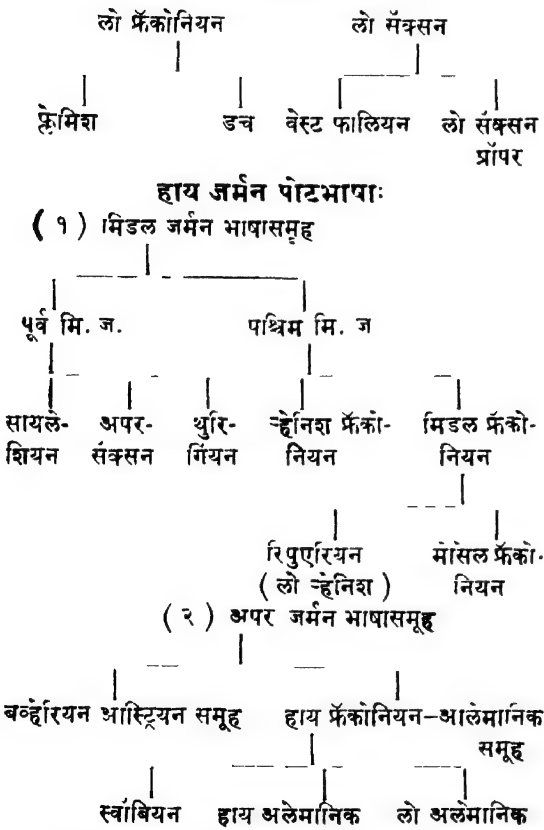 लो फ्रॅंकोनियन लो सॅक्सन
फ्लेमिश डच वेस्ट फालियन लो सॅक्सन
प्रॉपर
हाय जर्मन पोटभाषाः
( १ ) मिडल जर्मन भाषासमूह
पूर्व मि. ज. पश्चिम मि. ज
सायले- अपर- थुरि- ऱ्हेनिश फ्रॅंको- मिडल फ्रॅंको-
शियन सॅक्सन गिंयन नियन नियन
रिपुएरियन मोसेल फ्रॅंको-
( लो ऱ्हेनिश ) नियन
( २ ) अपर जर्मन भाषासमूह
बव्हेरियन आस्ट्रियन समूह हाय फ्रॅंकोनियन–आलेमानिक
समूह
स्वॉबियन हाय अलेमानिक लो अलेमानिक